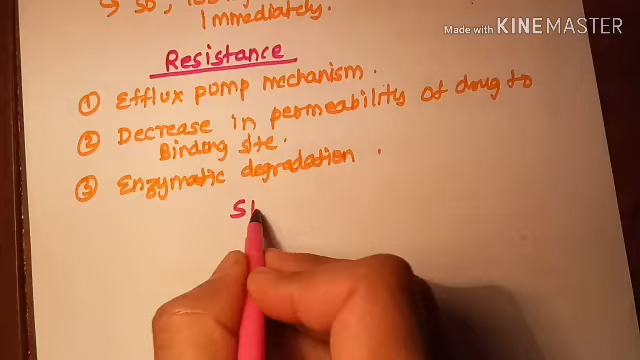 → so,
Immediately.
Made with KINEMASTER
Resistance
① Efflux pump mechanism.
② Decrease in permeability of drug to
Binding site.
③ Enzymatic degradation.
S